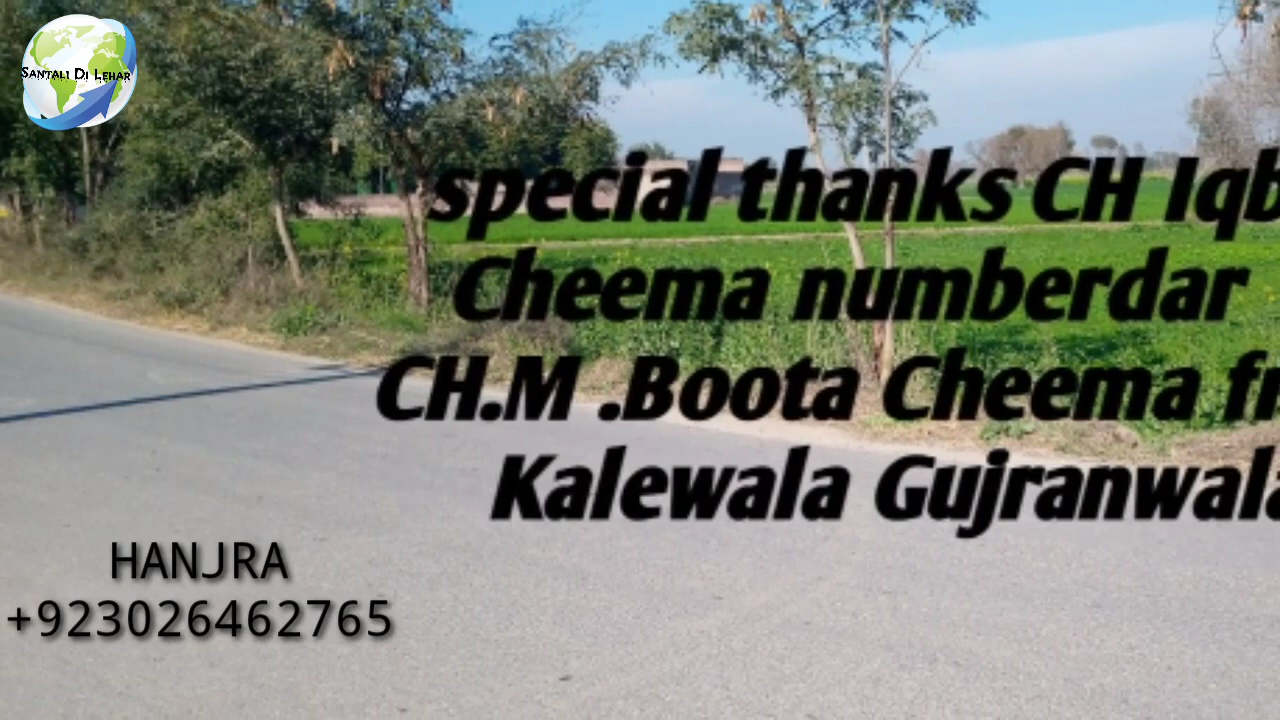 SANTALI DI LEHAR
special thanks CH Iqb
Cheema numberdar
CH.M .Boota Cheema fr
Kalewala Gujranwala
HANJRA
+923026462765